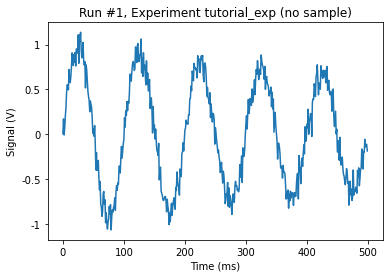 Run #1, Experiment tutorial_exp (no sample)
1
0.5
0
-0.5
-1
Signal (V)
0 100 200 300 400 500
Time (ms)